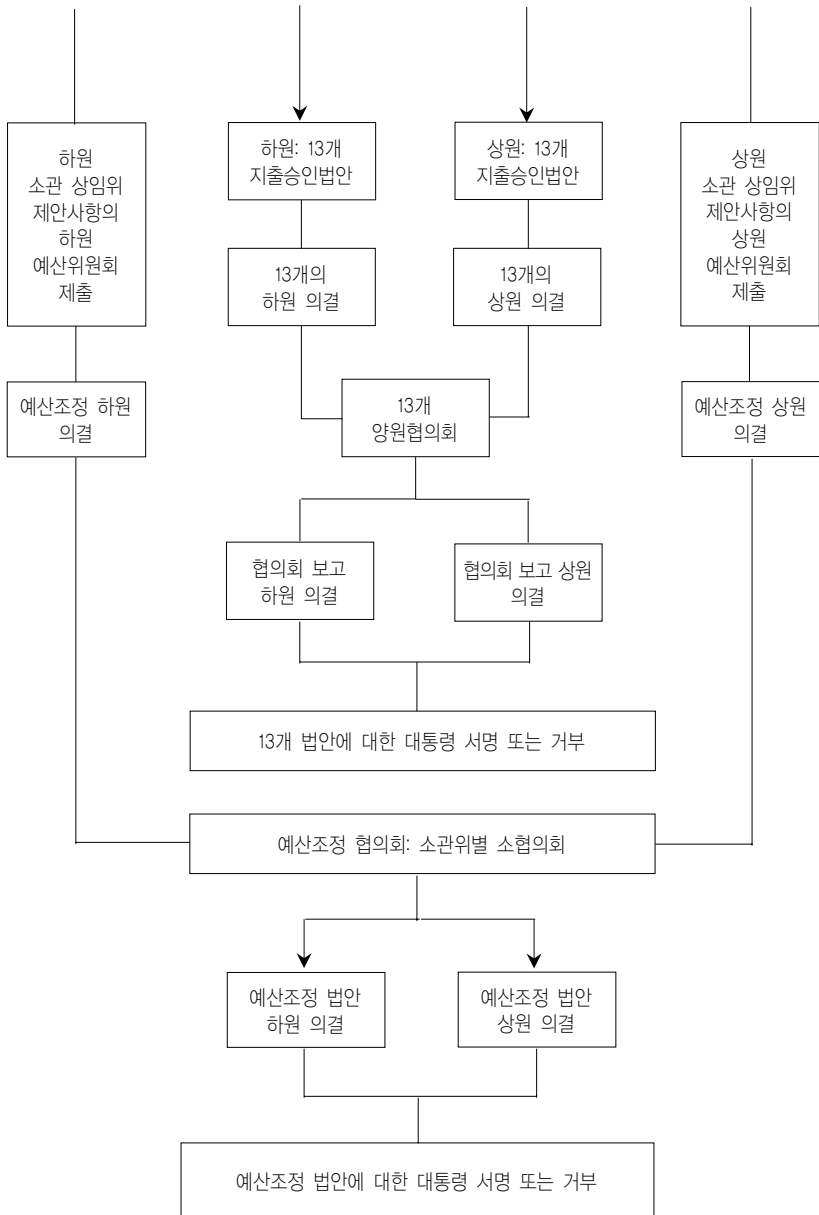 하원
소관 상임위
제안사항의
하원
예산위원회
제출
하원: 13개
지출승인법안
상원: 13개
지출승인법안
상원
소관 상임위
제안사항의
상원
예산위원회
제출
13개의
하원 의결
13개의
상원 의결
예산조정 하원
의결
13개
양원협의회
예산조정 상원
의결
협의회 보고
하원 의결
협의회 보고 상원
의결
13개 법안에 대한 대통령 서명 또는 거부
예산조정 협의회: 소관위별 소협의회
예산조정 법안
하원 의결
예산조정 법안
상원 의결
예산조정 법안에 대한 대통령 서명 또는 거부